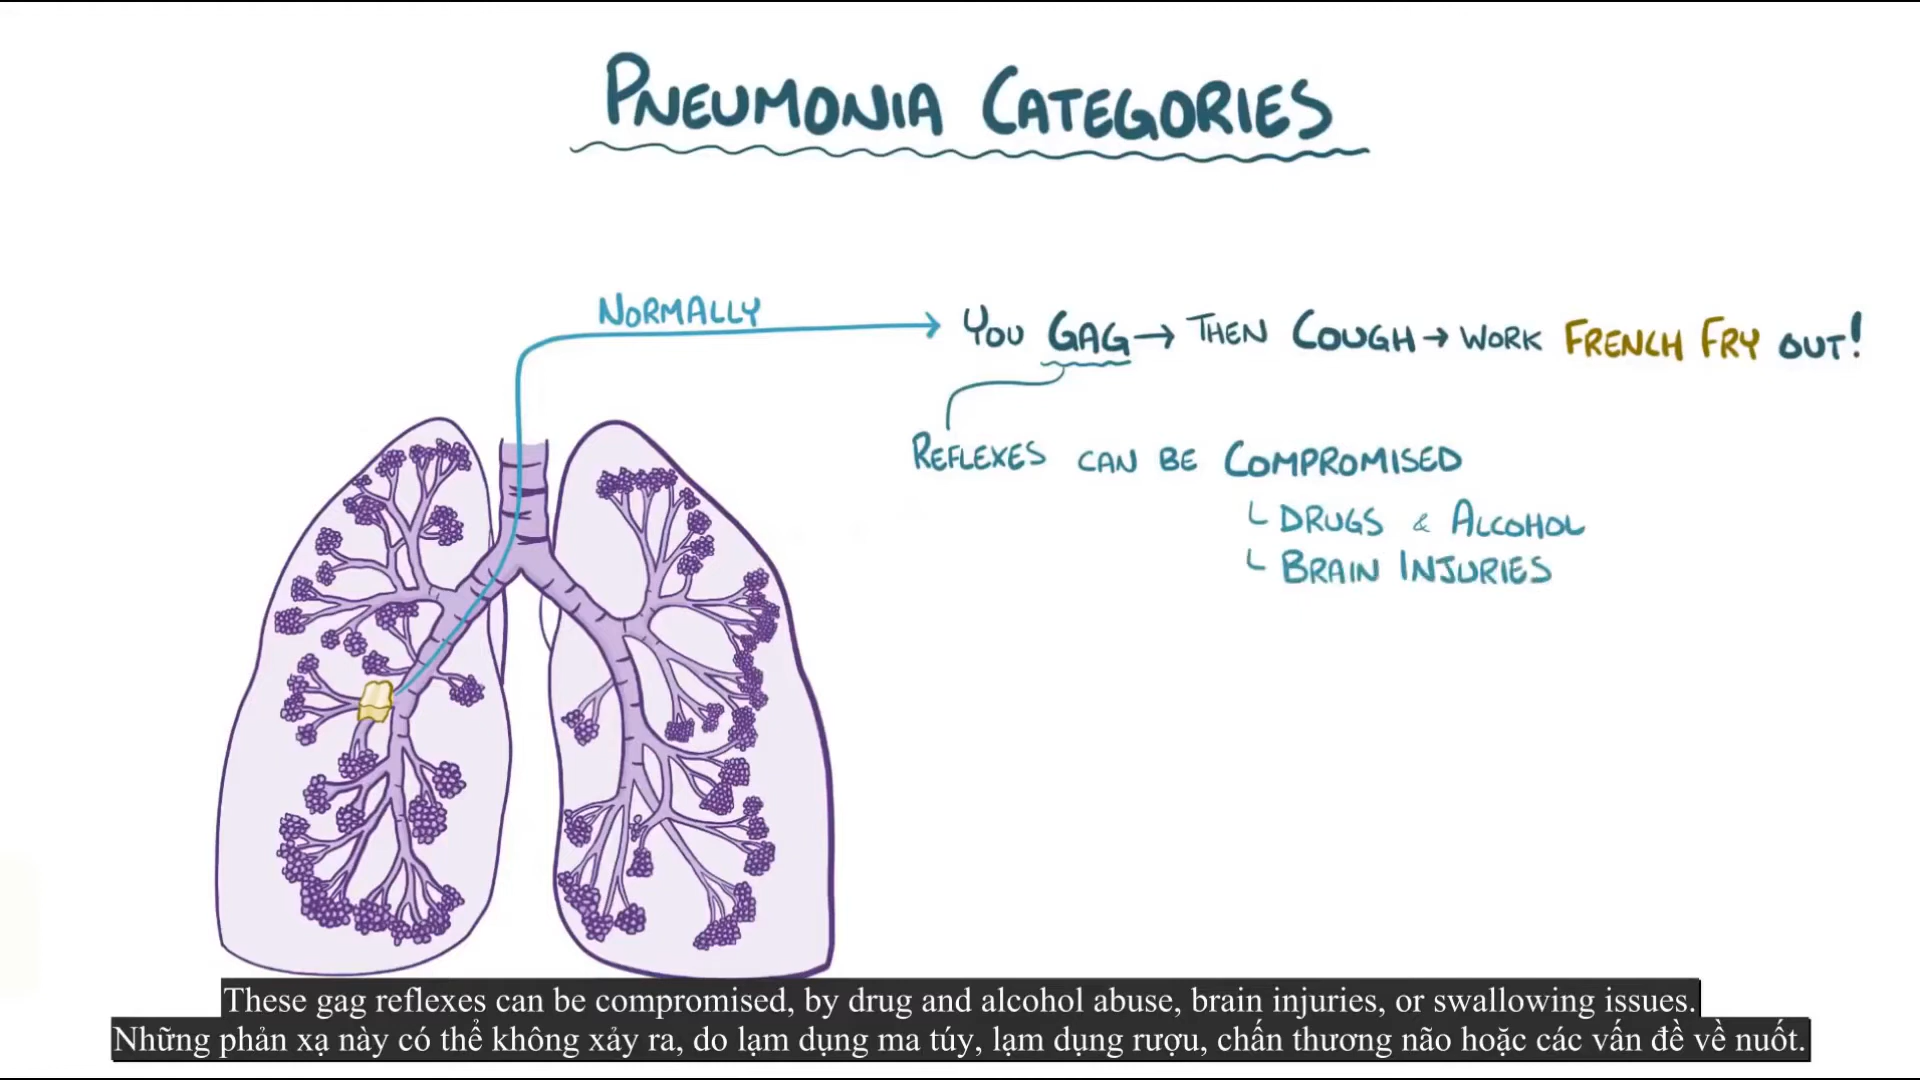 PNEUMONIA CATEGORIES
NORMALLY
YOU GAG → THEN COUGH → WORK FRENCH FRY OUT!
REFLEXES CAN BE COMPROMISED
DRUGS & ALCOHOL
BRAIN INJURIES
These gag reflexes can be compromised, by drug and alcohol abuse, brain injuries, or swallowing issues.
Những phản xạ này có thể không xảy ra, do lạm dụng ma túy, lạm dụng rượu, chấn thương não hoặc các vấn đề về nuốt.